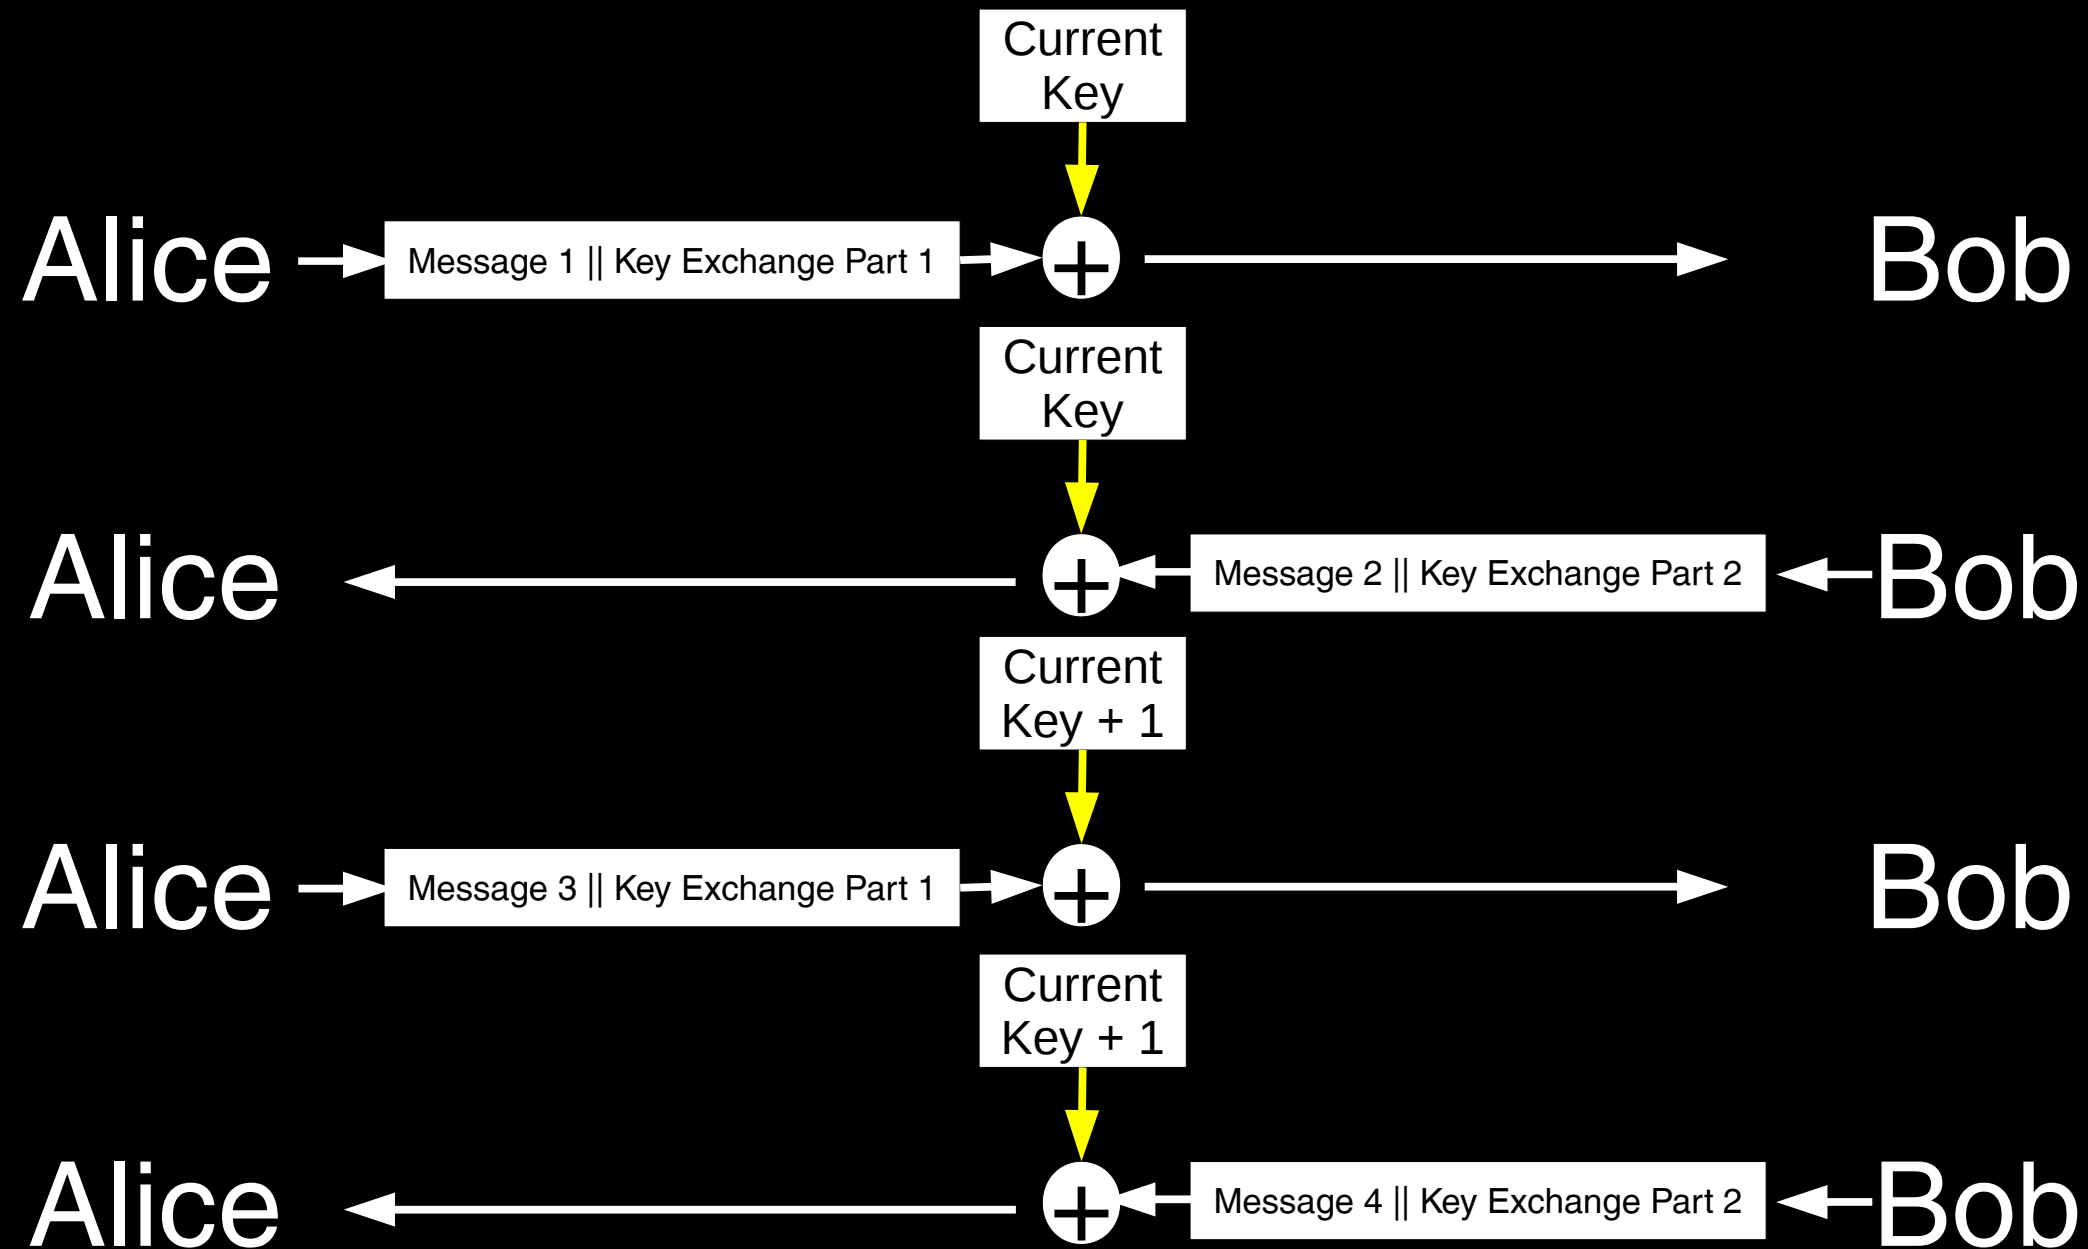 Current
Key
Alice
Message 1 || Key Exchange Part 1
+
Bob
Current
Key
Alice
+
Message 2 || Key Exchange Part 2
Bob
Current
Key + 1
Alice
Message 3 || Key Exchange Part 1
+
Bob
Current
Key + 1
Alice
+
Message 4 || Key Exchange Part 2
Bob